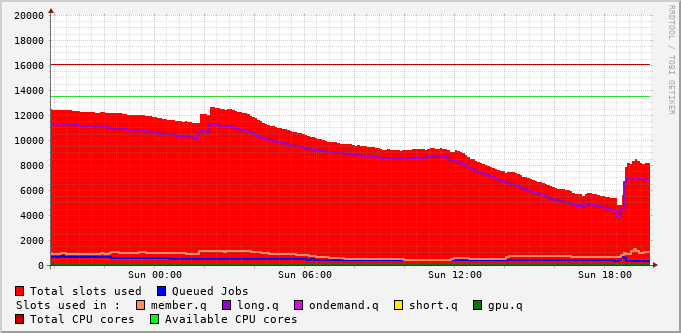 20000
18000
16000
14000
12000
10000
8000
6000
4000
2000
0
Sun 00:00 Sun 06:00 Sun 12:00 Sun 18:00
RRDTOOL / TOBI OETIKER
Total slots used Queued Jobs
Slots used in : member.q long.q ondemand.q short.q gpu.q
Total CPU cores Available CPU cores